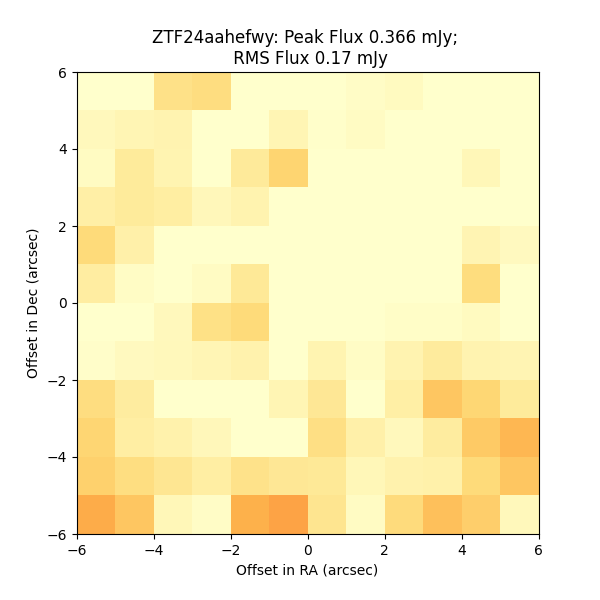 ZTF24aahefwy: Peak Flux 0.366 mJy;
RMS Flux 0.17 mJy
6
4
2
0
−2
−4
−6
Offset in Dec (arcsec)
−6 −4 −2 0 2 4 6
Offset in RA (arcsec)